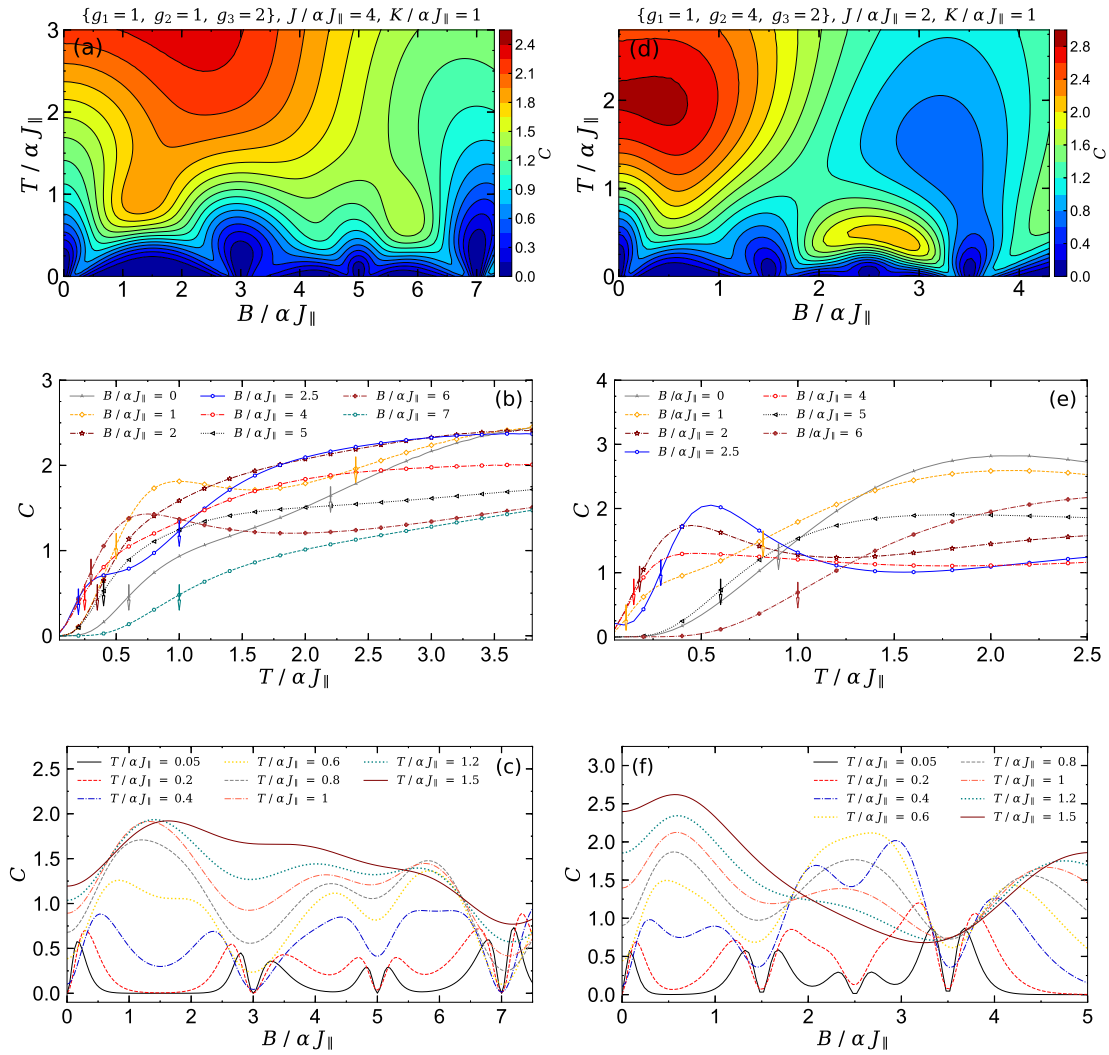 {g₁=1, g₂=1, g₃=2}, J/αJ∥=4, K/αJ∥=1
(a)
T/αJ∥
3
2
1
0
0 1 2 3 4 5 6 7
B/αJ∥
2.4
2.1
1.8
1.5
1.2
0.9
0.6
0.3
0.0
C
{g₁=1, g₂=4, g₃=2}, J/αJ∥=2, K/αJ∥=1
(d)
T/αJ∥
2
1
0
0 1 2 3 4
B/αJ∥
2.8
2.4
2.0
1.6
1.2
0.8
0.4
0.0
C
(b)
B/αJ∥ = 0
B/αJ∥ = 1
B/αJ∥ = 2
B/αJ∥ = 2.5
B/αJ∥ = 4
B/αJ∥ = 5
B/αJ∥ = 6
B/αJ∥ = 7
C
3
2
1
0
0.5 1.0 1.5 2.0 2.5 3.0 3.5
T/αJ∥
(e)
B/αJ∥ = 0
B/αJ∥ = 1
B/αJ∥ = 2
B/αJ∥ = 2.5
B/αJ∥ = 4
B/αJ∥ = 5
B/αJ∥ = 6
C
4
3
2
1
0
0.5 1.0 1.5 2.0 2.5
T/αJ∥
(c)
T/αJ∥ = 0.05
T/αJ∥ = 0.2
T/αJ∥ = 0.4
T/αJ∥ = 0.6
T/αJ∥ = 0.8
T/αJ∥ = 1
T/αJ∥ = 1.2
T/αJ∥ = 1.5
C
2.5
2.0
1.5
1.0
0.5
0.0
0 1 2 3 4 5 6 7
B/αJ∥
(f)
T/αJ∥ = 0.05
T/αJ∥ = 0.2
T/αJ∥ = 0.4
T/αJ∥ = 0.6
T/αJ∥ = 0.8
T/αJ∥ = 1
T/αJ∥ = 1.2
T/αJ∥ = 1.5
C
3.0
2.5
2.0
1.5
1.0
0.5
0.0
0 1 2 3 4 5
B/αJ∥